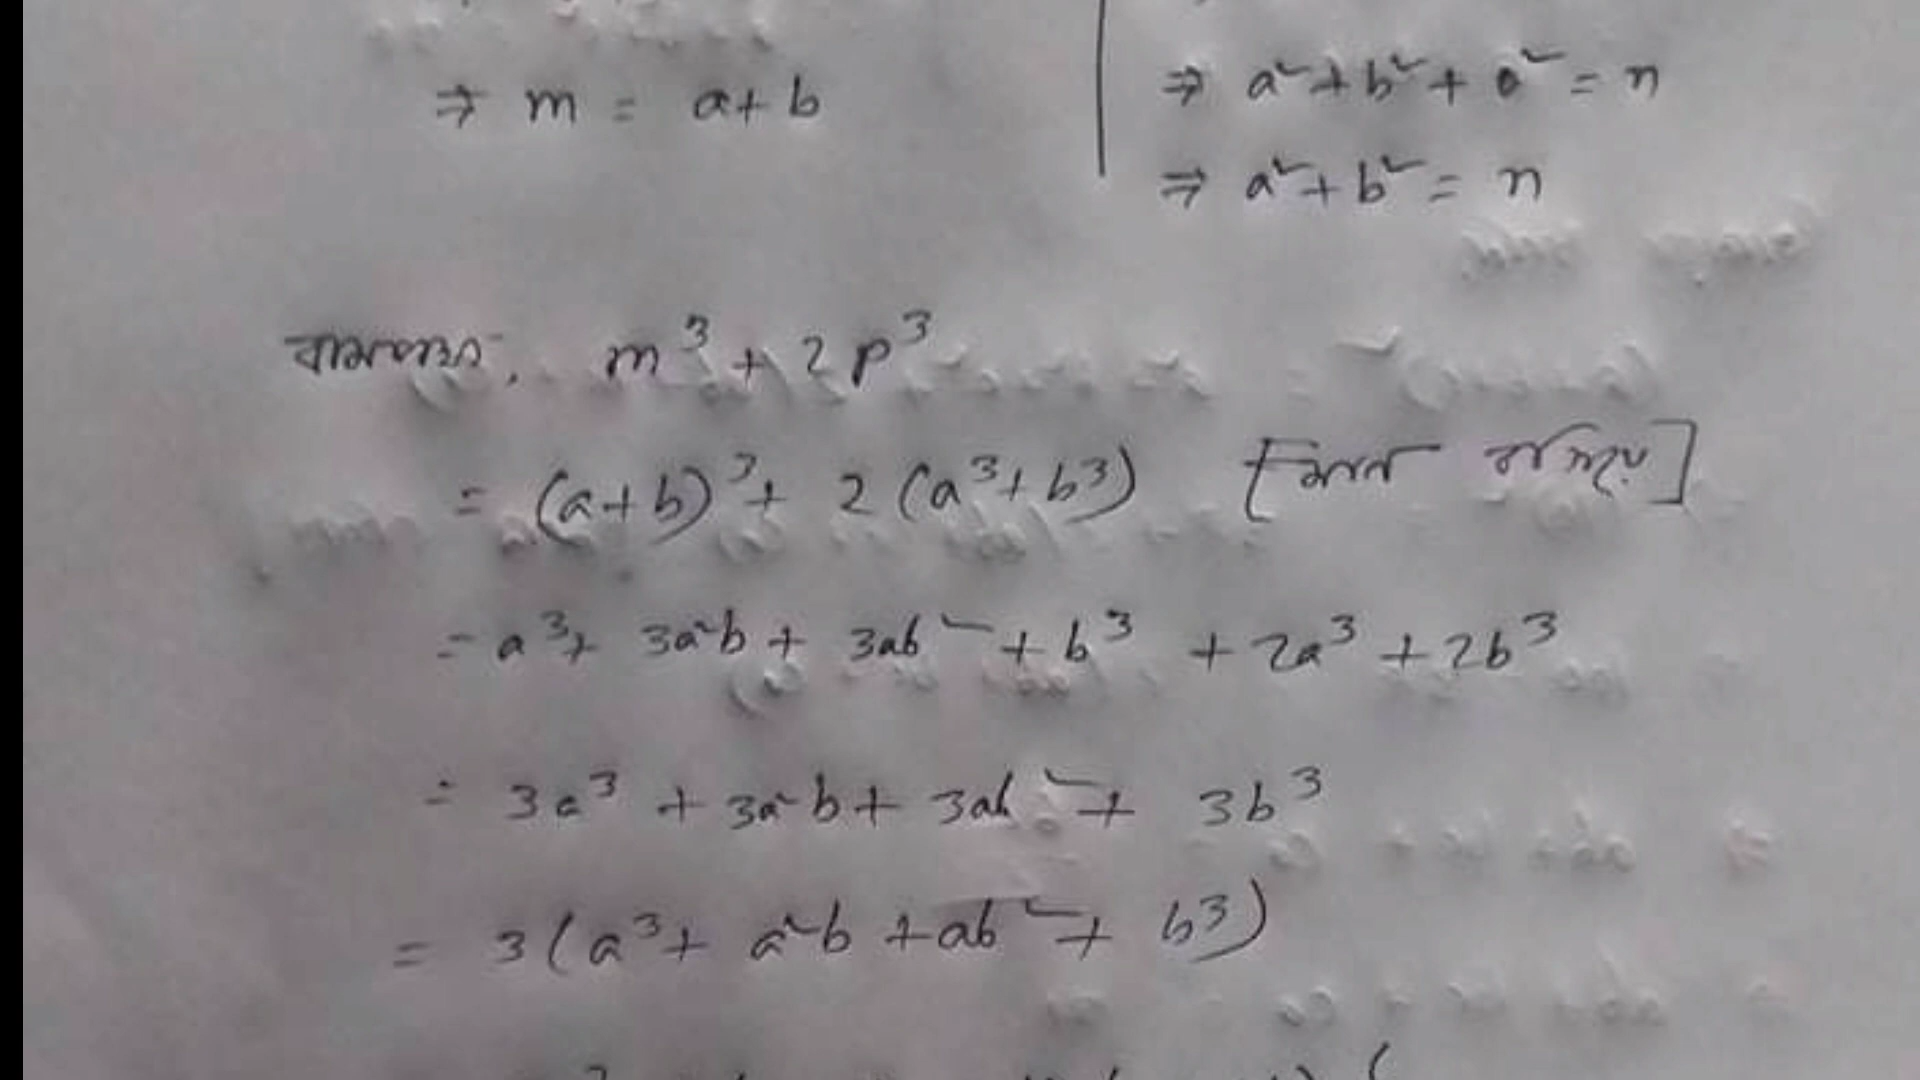 ⇒ m = a+b
⇒ a²+b²+0² = n
⇒ a²+b² = n
বামপক্ষ, m³ + 2p³
= (a+b)³ + 2(a³+b³) [মান বসিয়ে]
= a³ + 3a²b + 3ab² + b³ + 2a³ + 2b³
= 3a³ + 3a²b + 3ab² + 3b³
= 3(a³ + a²b + ab² + b³)